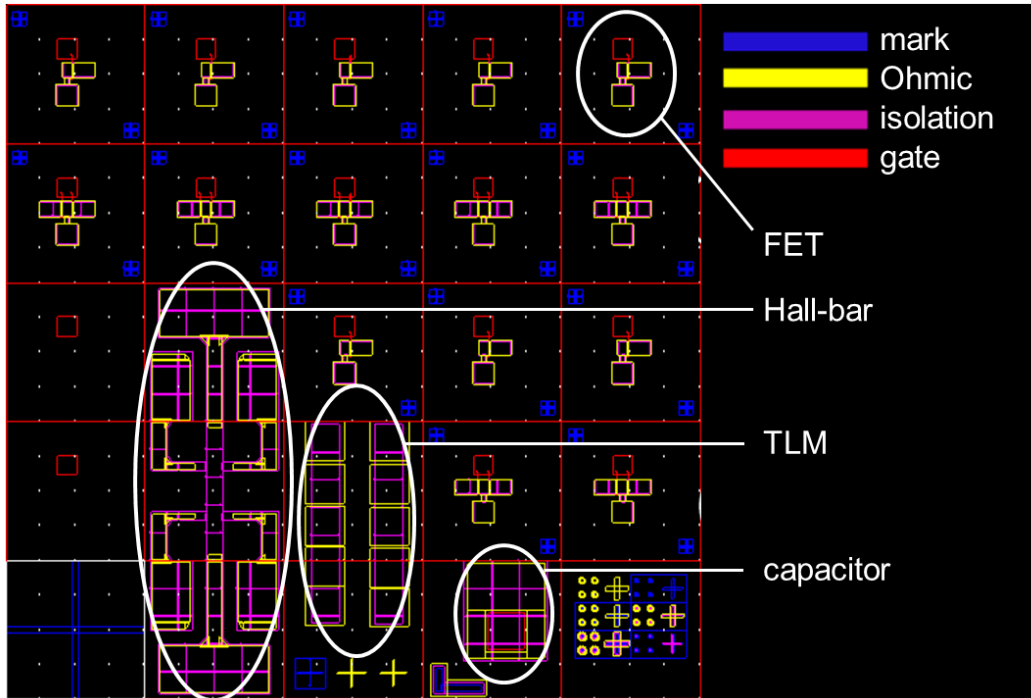 mark
Ohmic
isolation
gate
FET
Hall-bar
TLM
capacitor